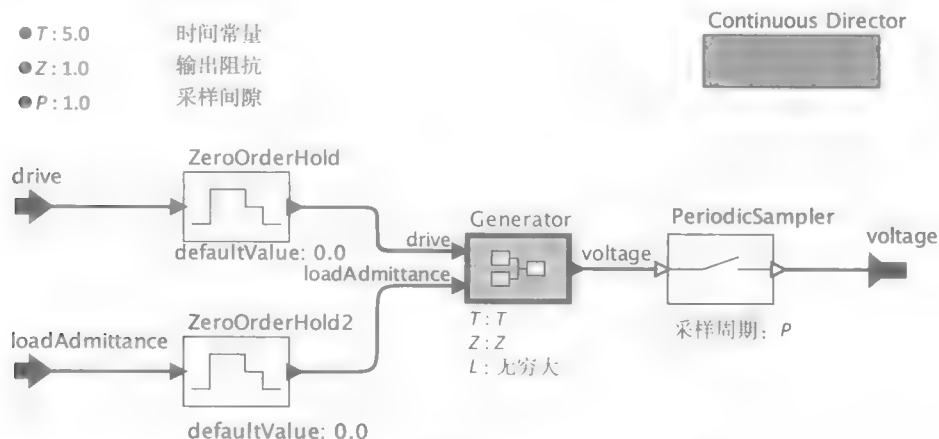 T : 5.0 时间常量
Z : 1.0 输出阻抗
P : 1.0 采样间隙
Continuous Director
drive
ZeroOrderHold
defaultValue: 0.0
loadAdmittance
ZeroOrderHold2
defaultValue: 0.0
drive
loadAdmittance
Generator
T : T
Z : Z
L : 无穷大
voltage
PeriodicSampler
采样周期：P
voltage